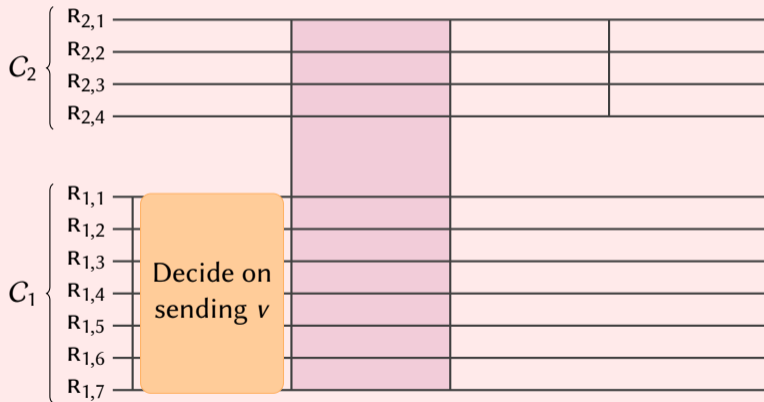 C₂
R₂,₁
R₂,₂
R₂,₃
R₂,₄
C₁
R₁,₁
R₁,₂
R₁,₃
R₁,₄
R₁,₅
R₁,₆
R₁,₇
Decide on
sending v